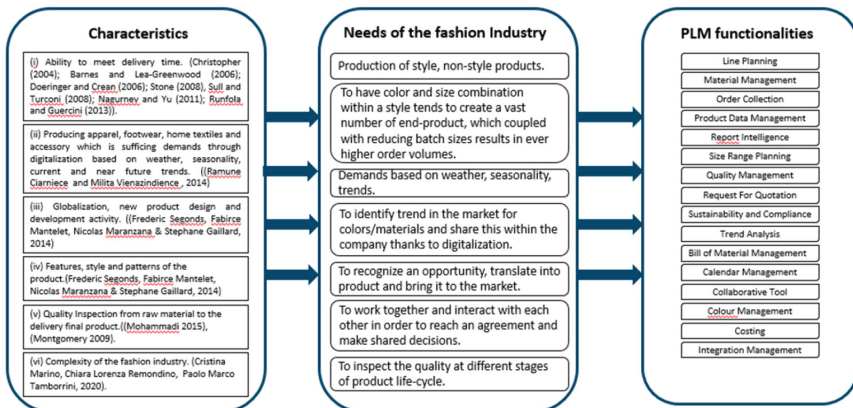 Characteristics
(i) Ability to meet delivery time. (Christopher
(2004); Barnes and Lea-Greenwood (2006);
Doeringer and Crean (2006); Stone (2008), Sull
and Turconi (2008); Nagurney and Yu (2011); Runfola
and Guercini (2013)).
(ii) Producing apparel, footwear, home textiles and
accessory which is sufficing demands through
digitalization based on weather, seasonality,
current and near future trends. ((Ramune
Ciarniece and Milita Vienazindience , 2014)
(iii) Globalization, new product design and
development activity. ((Frederic Segonds, Fabirce
Mantelet, Nicolas Maranzana & Stephane Gaillard,
2014)
(iv) Features, style and patterns of the
product.(Frederic Segonds, Fabirce Mantelet,
Nicolas Maranzana & Stephane Gaillard, 2014)
(v) Quality Inspection from raw material to the
delivery final product.((Mohammadi 2015),
(Montgomery 2009).
(vi) Complexity of the fashion industry. (Cristina
Marino, Chiara Lorenza Remondino, Paolo Marco
Tamborrini, 2020).
Needs of the fashion Industry
Production of style, non-style products.
To have color and size combination
within a style tends to create a vast
number of end-product, which coupled
with reducing batch sizes results in ever
higher order volumes.
Demands based on weather, seasonality,
trends.
To identify trend in the market for
colors/materials and share this within the
company thanks to digitalization.
To recognize an opportunity, translate into
product and bring it to the market.
To work together and interact with each
other in order to reach an agreement and
make shared decisions.
To inspect the quality at different stages
of product life-cycle.
PLM functionalities
Line Planning
Material Management
Order Collection
Product Data Management
Report Intelligence
Size Range Planning
Quality Management
Request For Quotation
Sustainability and Compliance
Trend Analysis
Bill of Material Management
Calendar Management
Collaborative Tool
Colour Management
Costing
Integration Management